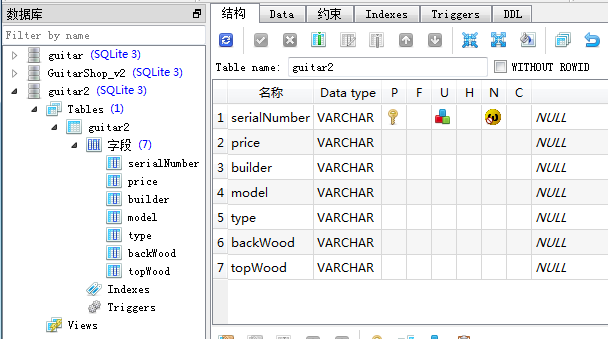 数据库
Filter by name
guitar (SQLite 3)
GuitarShop_v2 (SQLite 3)
guitar2 (SQLite 3)
Tables (1)
guitar2
字段 (7)
serialNumber
price
builder
model
type
backWood
topWood
Indexes
Triggers
Views
结构 Data 约束 Indexes Triggers DDL
Table name: guitar2 WITHOUT ROWID
名称 Data type P F U H N C
1 serialNumber VARCHAR NULL
2 price VARCHAR NULL
3 builder VARCHAR NULL
4 model VARCHAR NULL
5 type VARCHAR NULL
6 backWood VARCHAR NULL
7 topWood VARCHAR NULL